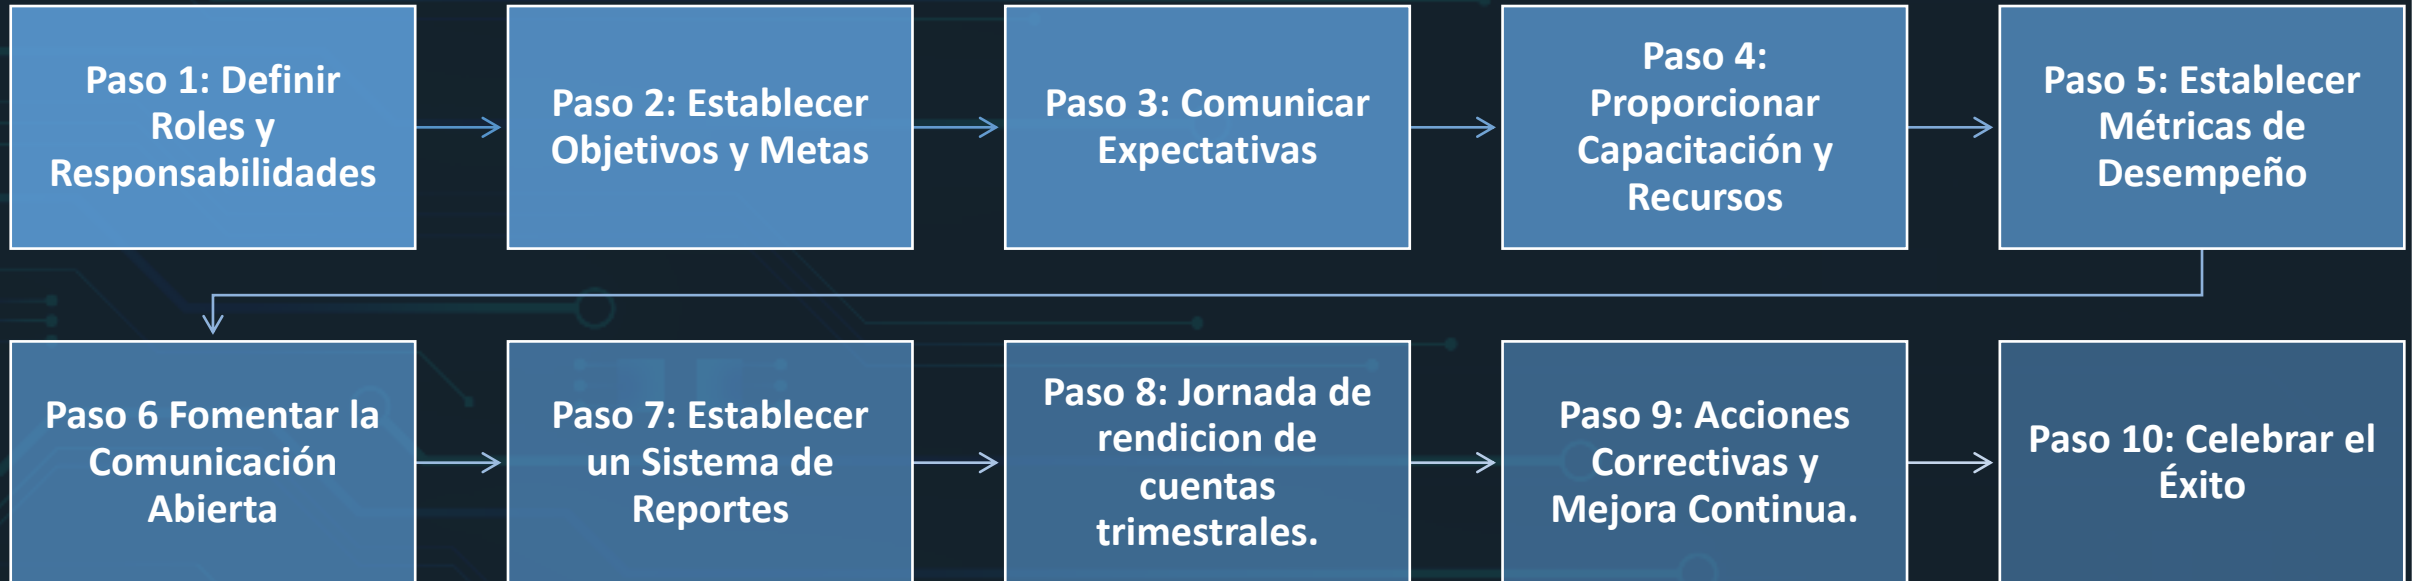 Paso 1: Definir
Roles y
Responsabilidades
Paso 2: Establecer
Objetivos y Metas
Paso 3: Comunicar
Expectativas
Paso 4:
Proporcionar
Capacitación y
Recursos
Paso 5: Establecer
Métricas de
Desempeño
Paso 6 Fomentar la
Comunicación
Abierta
Paso 7: Establecer
un Sistema de
Reportes
Paso 8: Jornada de
rendicion de
cuentas
trimestrales.
Paso 9: Acciones
Correctivas y
Mejora Continua.
Paso 10: Celebrar el
Éxito